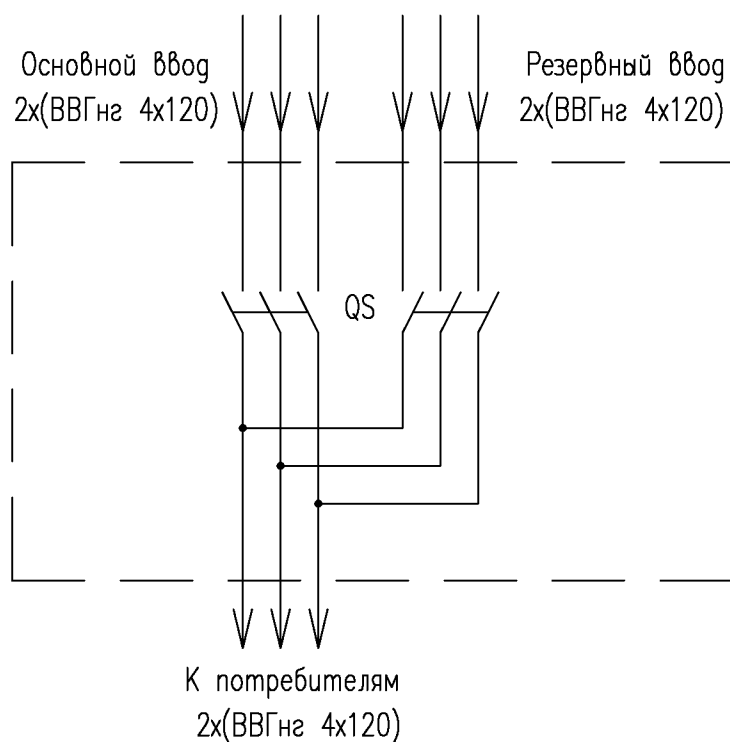 Основной ввод
2х(ВВГнг 4х120)
Резервный ввод
2х(ВВГнг 4х120)
QS
К потребителям
2х(ВВГнг 4х120)